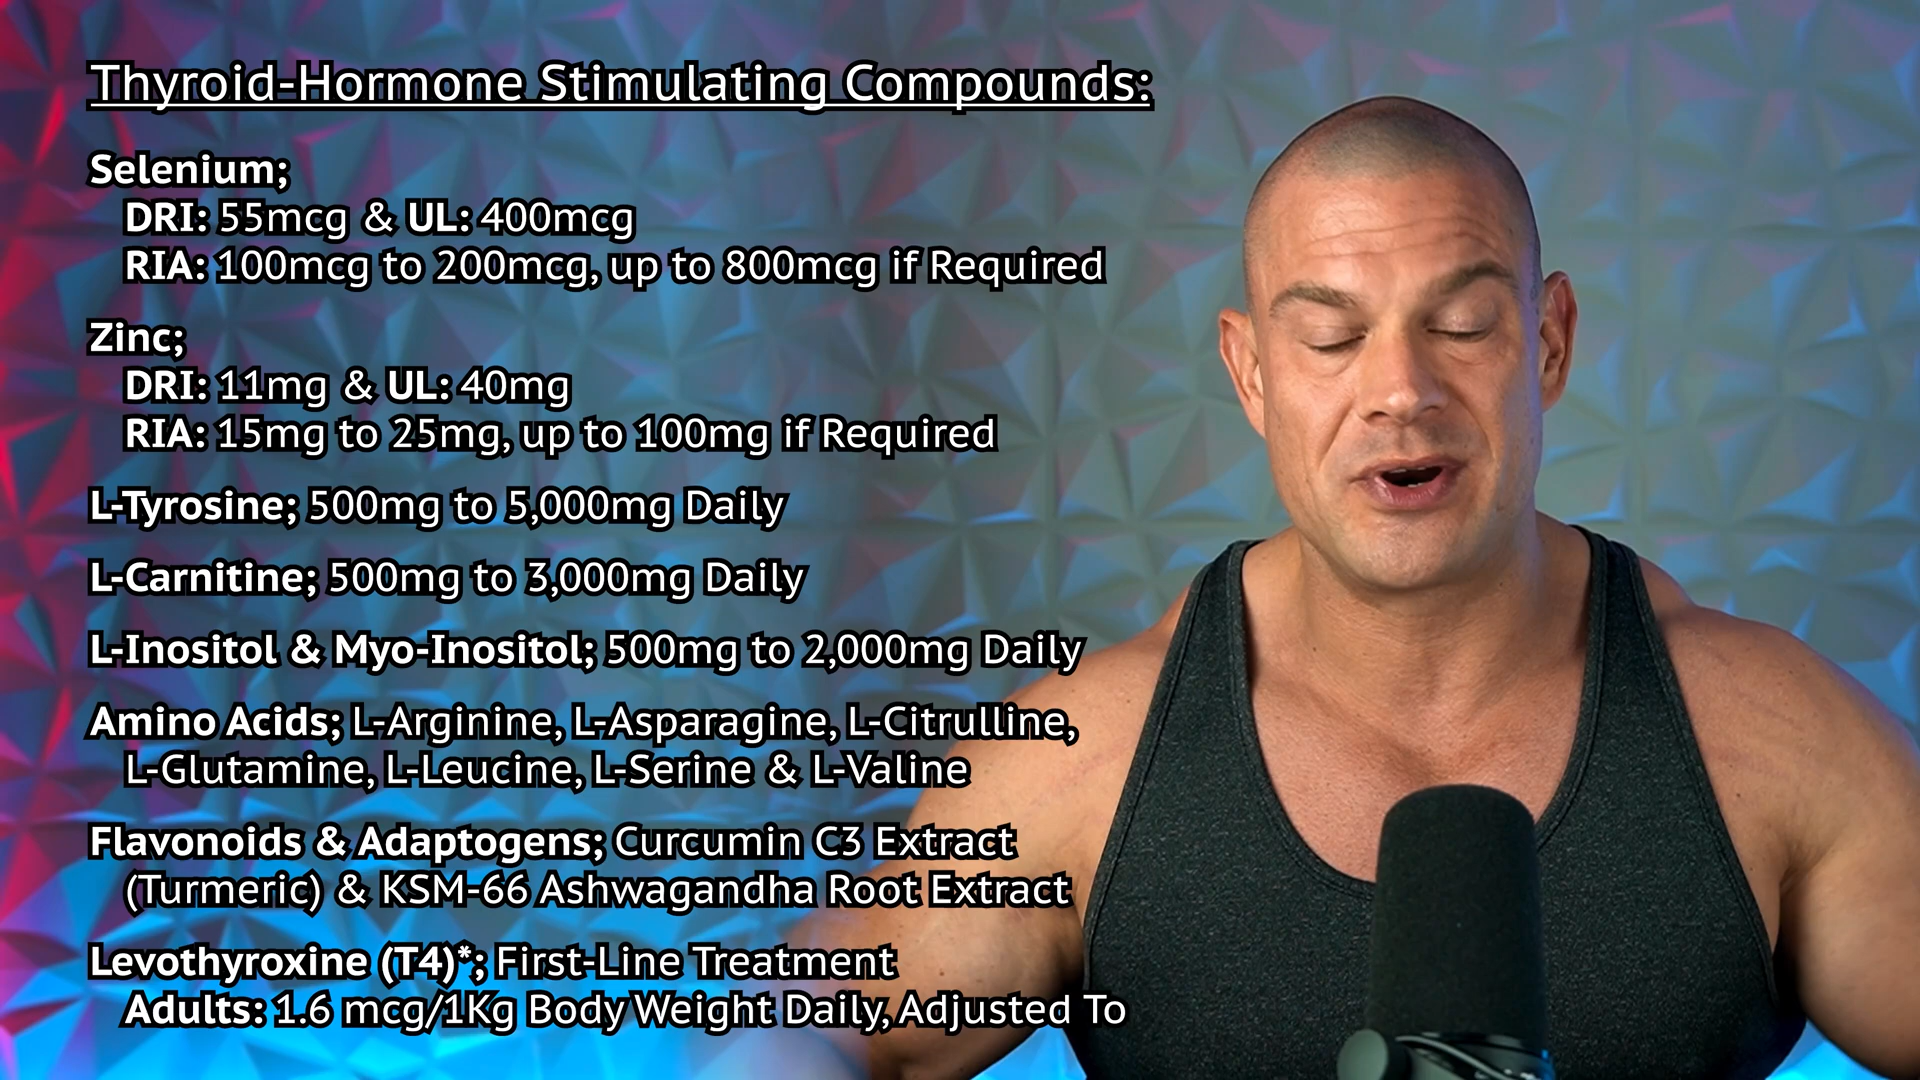 Thyroid-Hormone Stimulating Compounds:
Selenium;
DRI: 55mcg & UL: 400mcg
RIA: 100mcg to 200mcg, up to 800mcg if Required
Zinc;
DRI: 11mg & UL: 40mg
RIA: 15mg to 25mg, up to 100mg if Required
L-Tyrosine; 500mg to 5,000mg Daily
L-Carnitine; 500mg to 3,000mg Daily
L-Inositol & Myo-Inositol; 500mg to 2,000mg Daily
Amino Acids; L-Arginine, L-Asparagine, L-Citrulline,
L-Glutamine, L-Leucine, L-Serine & L-Valine
Flavonoids & Adaptogens; Curcumin C3 Extract
(Turmeric) & KSM-66 Ashwagandha Root Extract
Levothyroxine (T4)*; First-Line Treatment
Adults: 1.6 mcg/1Kg Body Weight Daily, Adjusted To